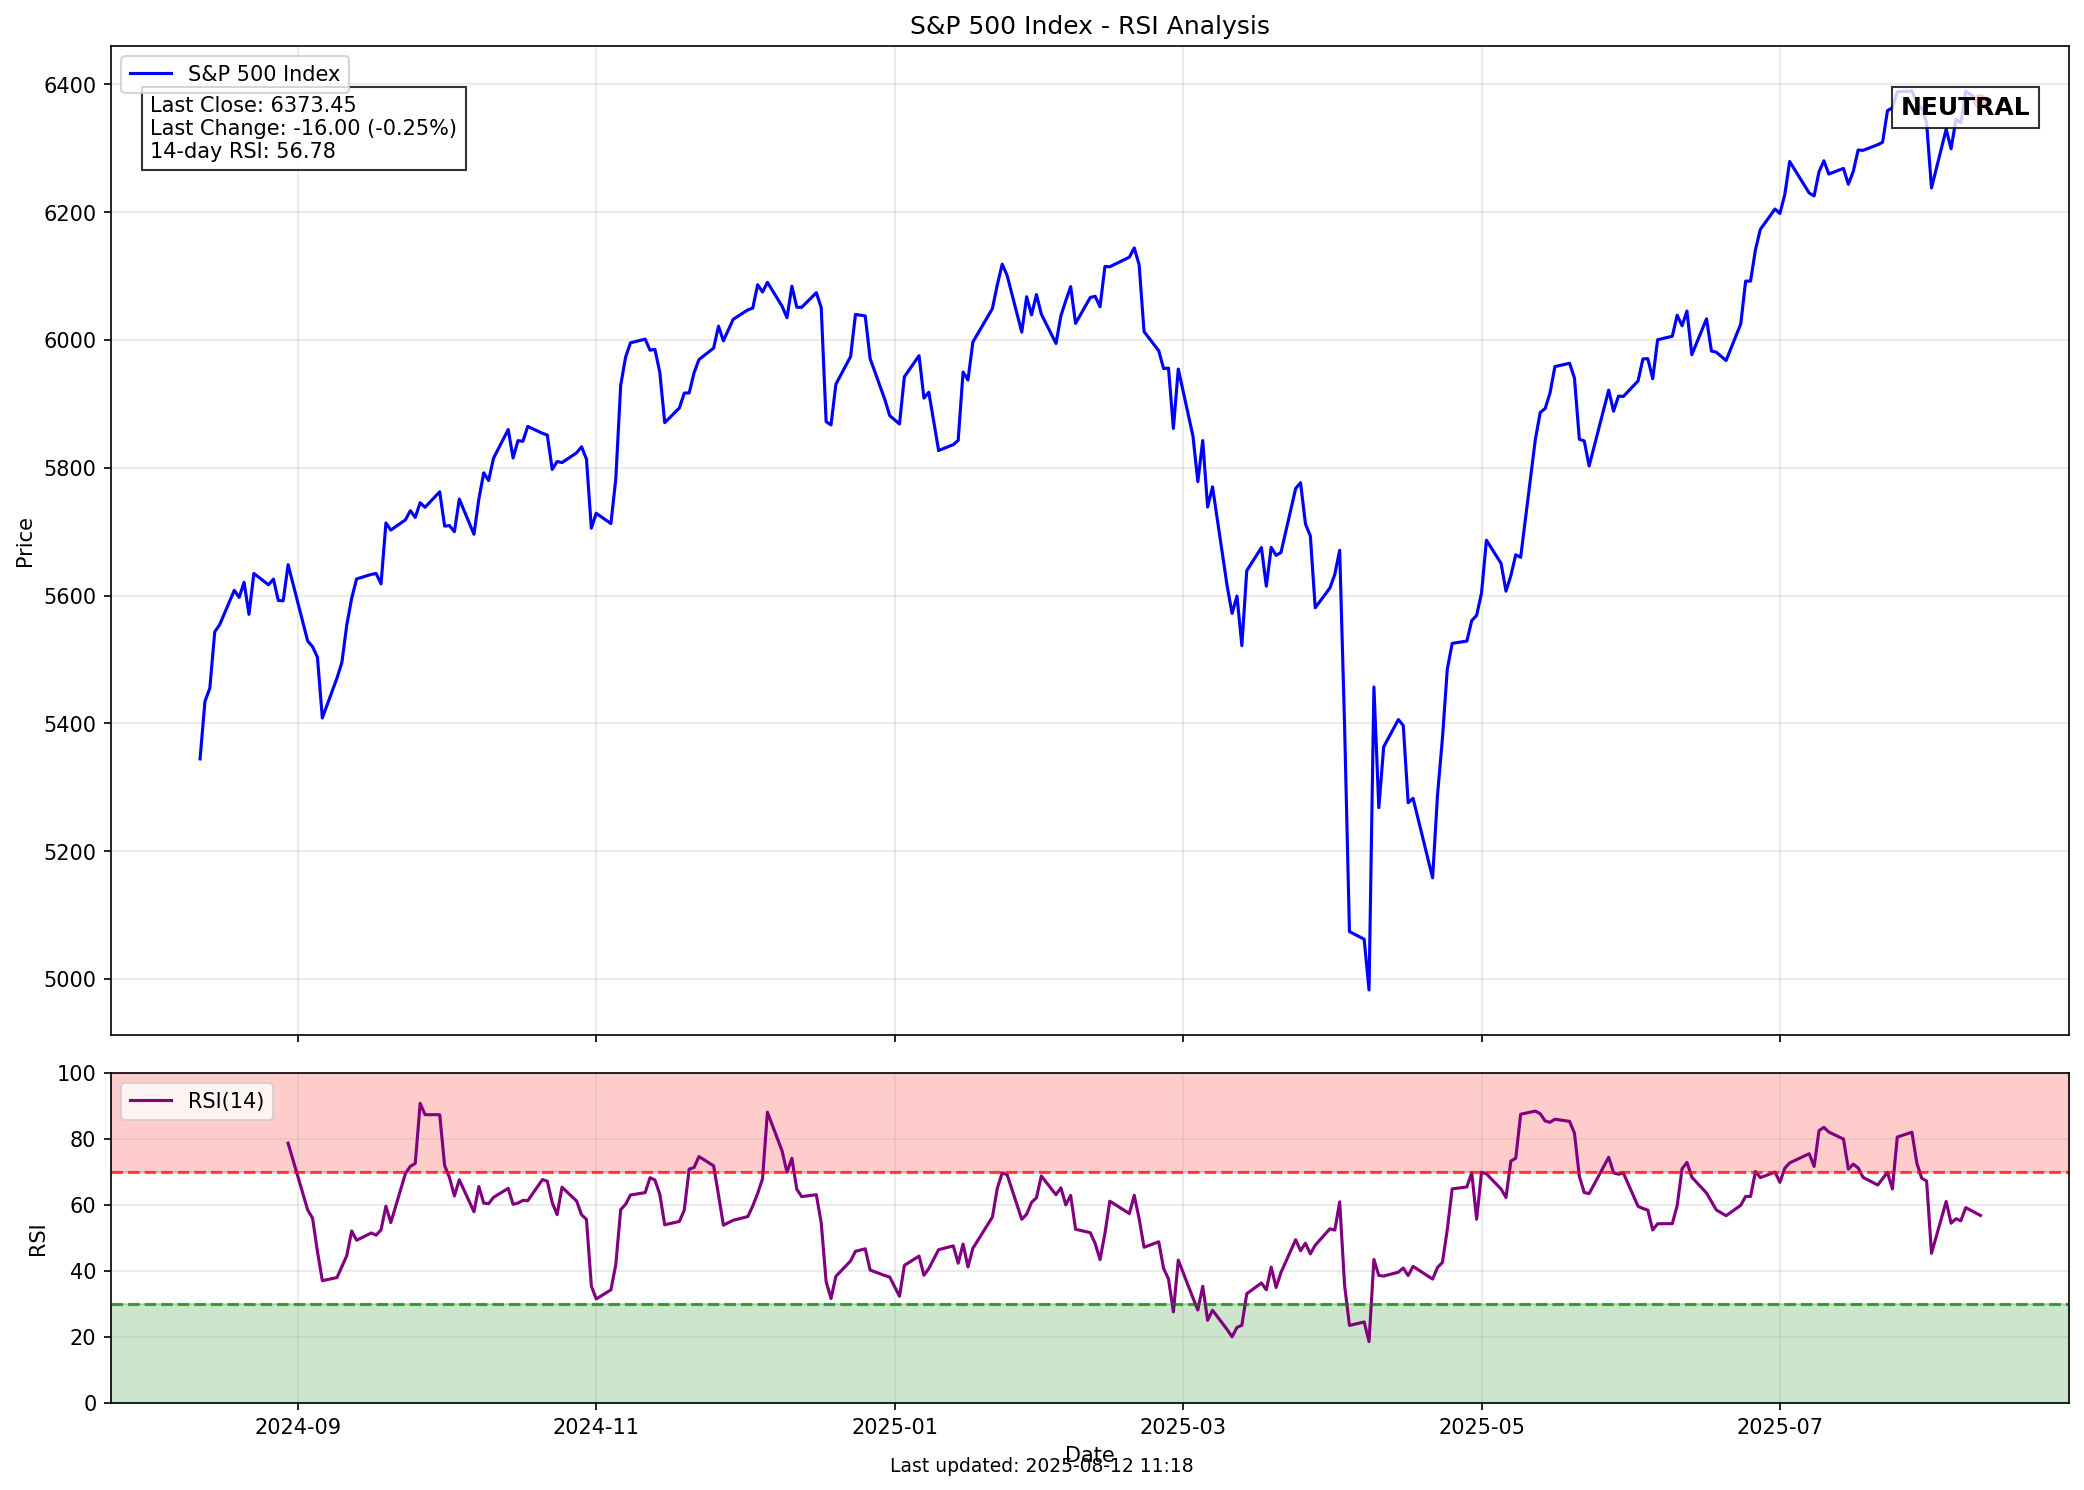 S&P 500 Index - RSI Analysis
S&P 500 Index
Last Close: 6373.45
Last Change: -16.00 (-0.25%)
14-day RSI: 56.78
NEUTRAL
Price
6400
6200
6000
5800
5600
5400
5200
5000
RSI(14)
RSI
100
80
60
40
20
0
2024-09
2024-11
2025-01
2025-03
2025-05
2025-07
Date
Last updated: 2025-08-12 11:18